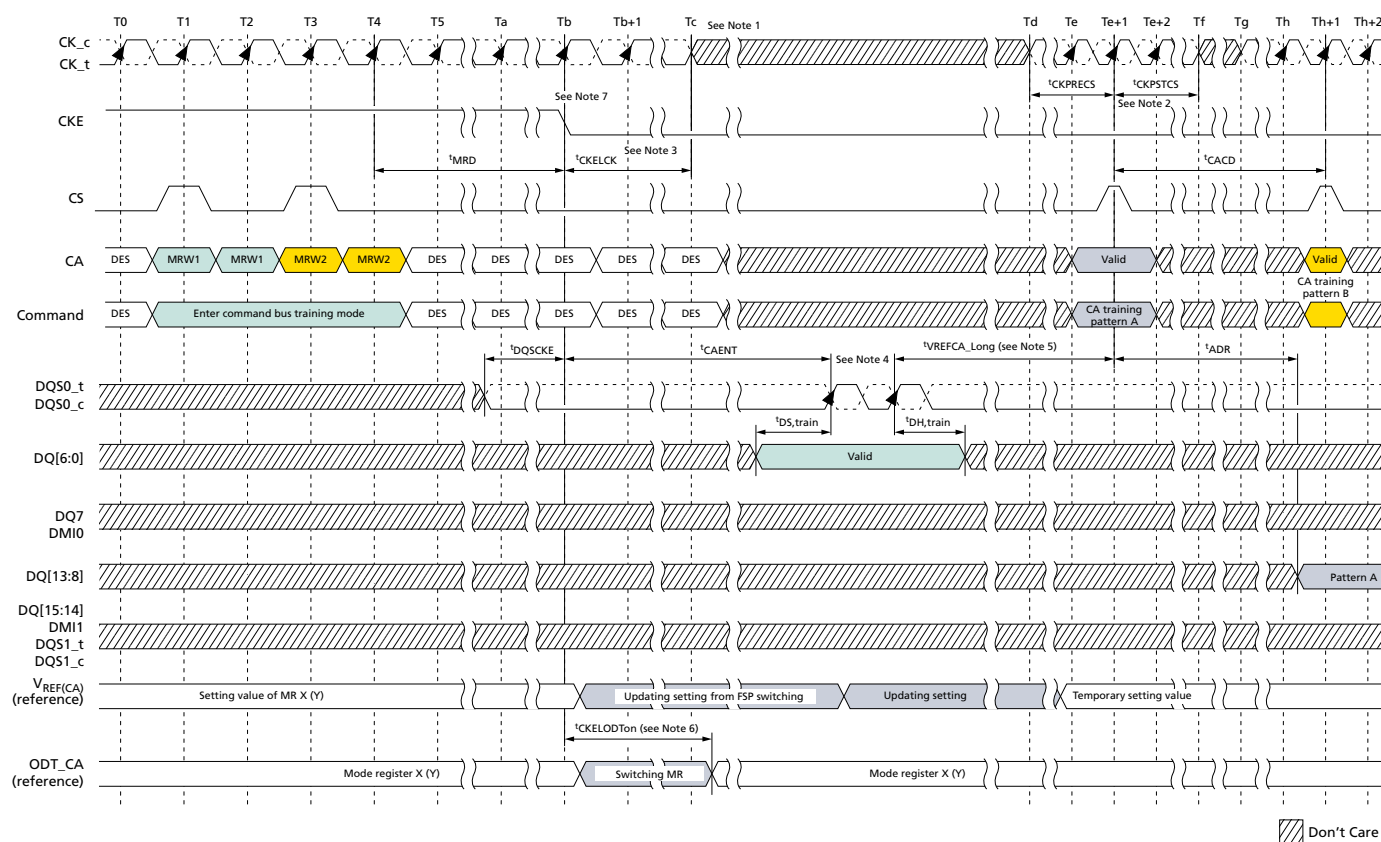 T0 T1 T2 T3 T4 T5 Ta Tb Tb+1 Tc See Note 1 Td Te Te+1 Te+2 Tf Tg Th Th+1 Th+2
CK_c
CK_t
tCKPRECS tCKPSTCS
See Note 7 See Note 2
CKE
See Note 3
tMRD tCKELCK tCACD
CS
CA DES MRW1 MRW1 MRW2 MRW2 DES DES DES DES DES Valid Valid
CA training
pattern B
Command DES Enter command bus training mode DES DES DES DES DES CA training
pattern A
tDQSCKE tCAENT See Note 4 tVREFCA_Long (see Note 5) tADR
DQS0_t
DQS0_c
tDS,train tDH,train
DQ[6:0] Valid
DQ7
DMI0
DQ[13:8] Pattern A
DQ[15:14]
DMI1
DQS1_t
DQS1_c
VREF(CA)
(reference) Setting value of MR X (Y) Updating setting from FSP switching Updating setting Temporary setting value
tCKELODTon (see Note 6)
ODT_CA
(reference) Mode register X (Y) Switching MR Mode register X (Y)
Don't Care